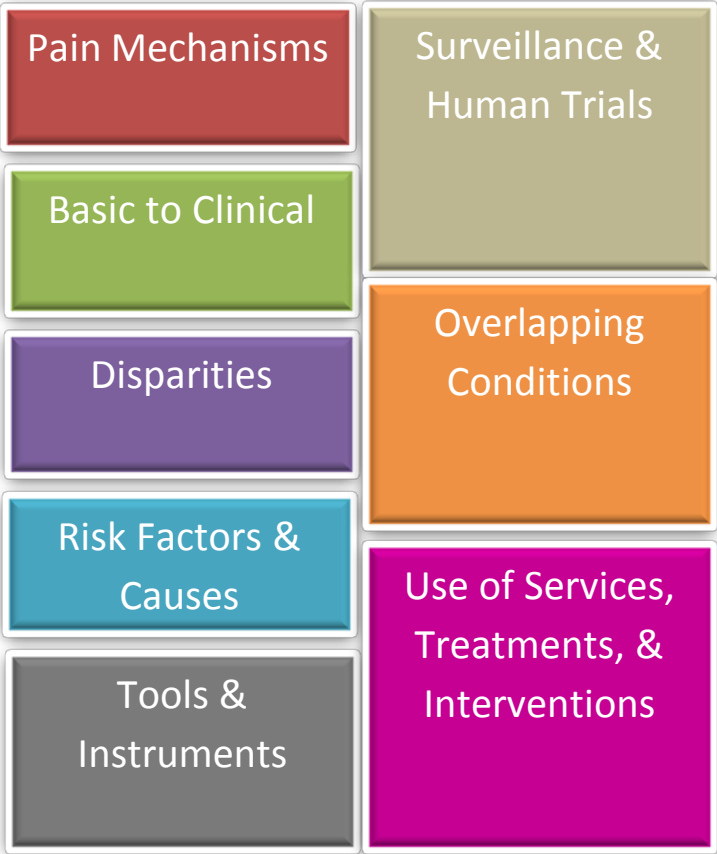 Pain Mechanisms
Basic to Clinical
Disparities
Risk Factors &
Causes
Tools &
Instruments
Surveillance &
Human Trials
Overlapping
Conditions
Use of Services,
Treatments, &
Interventions